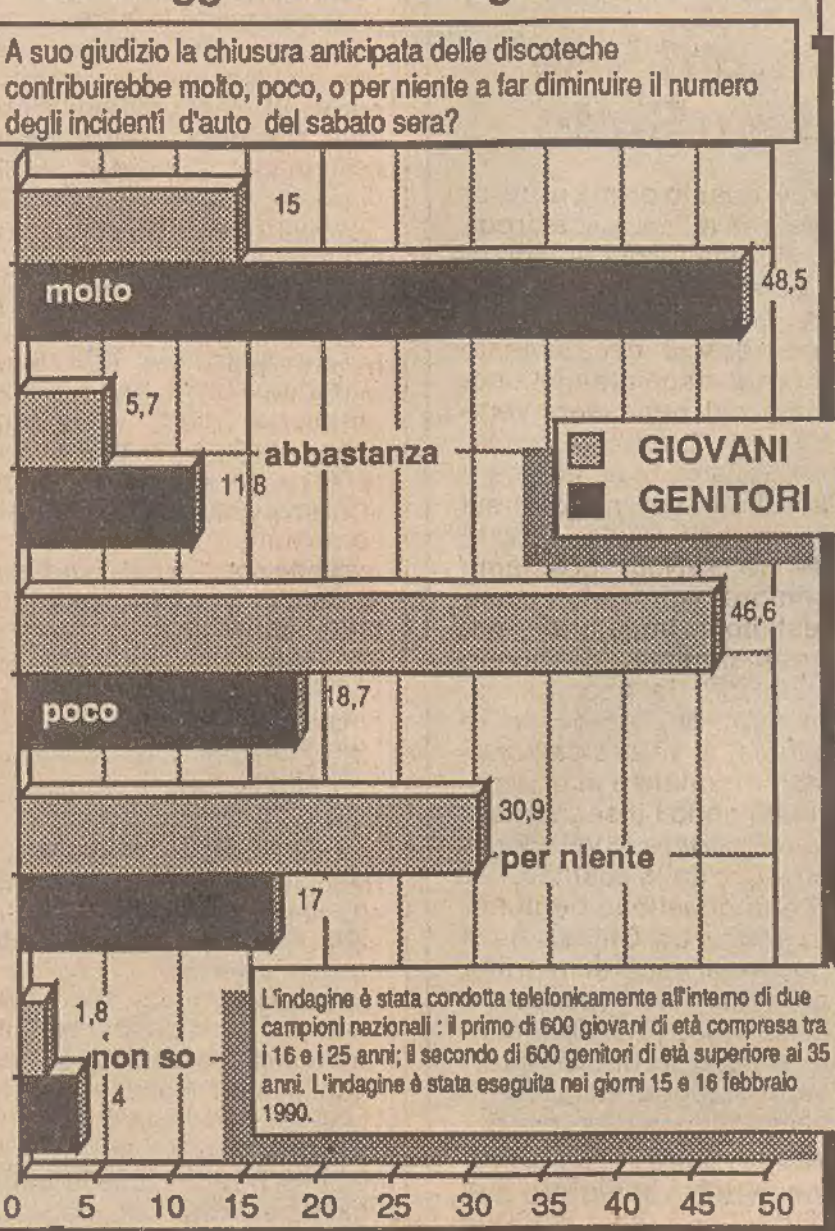 A suo giudizio la chiusura anticipata delle discoteche
contribuirebbe molto, poco, o per niente a far diminuire il numero
degli incidenti d'auto del sabato sera?
15
molto
48,5
5,7
abbastanza
11,8
GIOVANI
GENITORI
46,6
poco
18,7
30,9
per niente
17
1,8
non so
4
L'indagine è stata condotta telefonicamente all'interno di due
campioni nazionali : il primo di 600 giovani di età compresa tra
i 16 e i 25 anni; il secondo di 600 genitori di età superiore ai 35
anni. L'indagine è stata eseguita nei giorni 15 e 16 febbraio
1990.
0 5 10 15 20 25 30 35 40 45 50